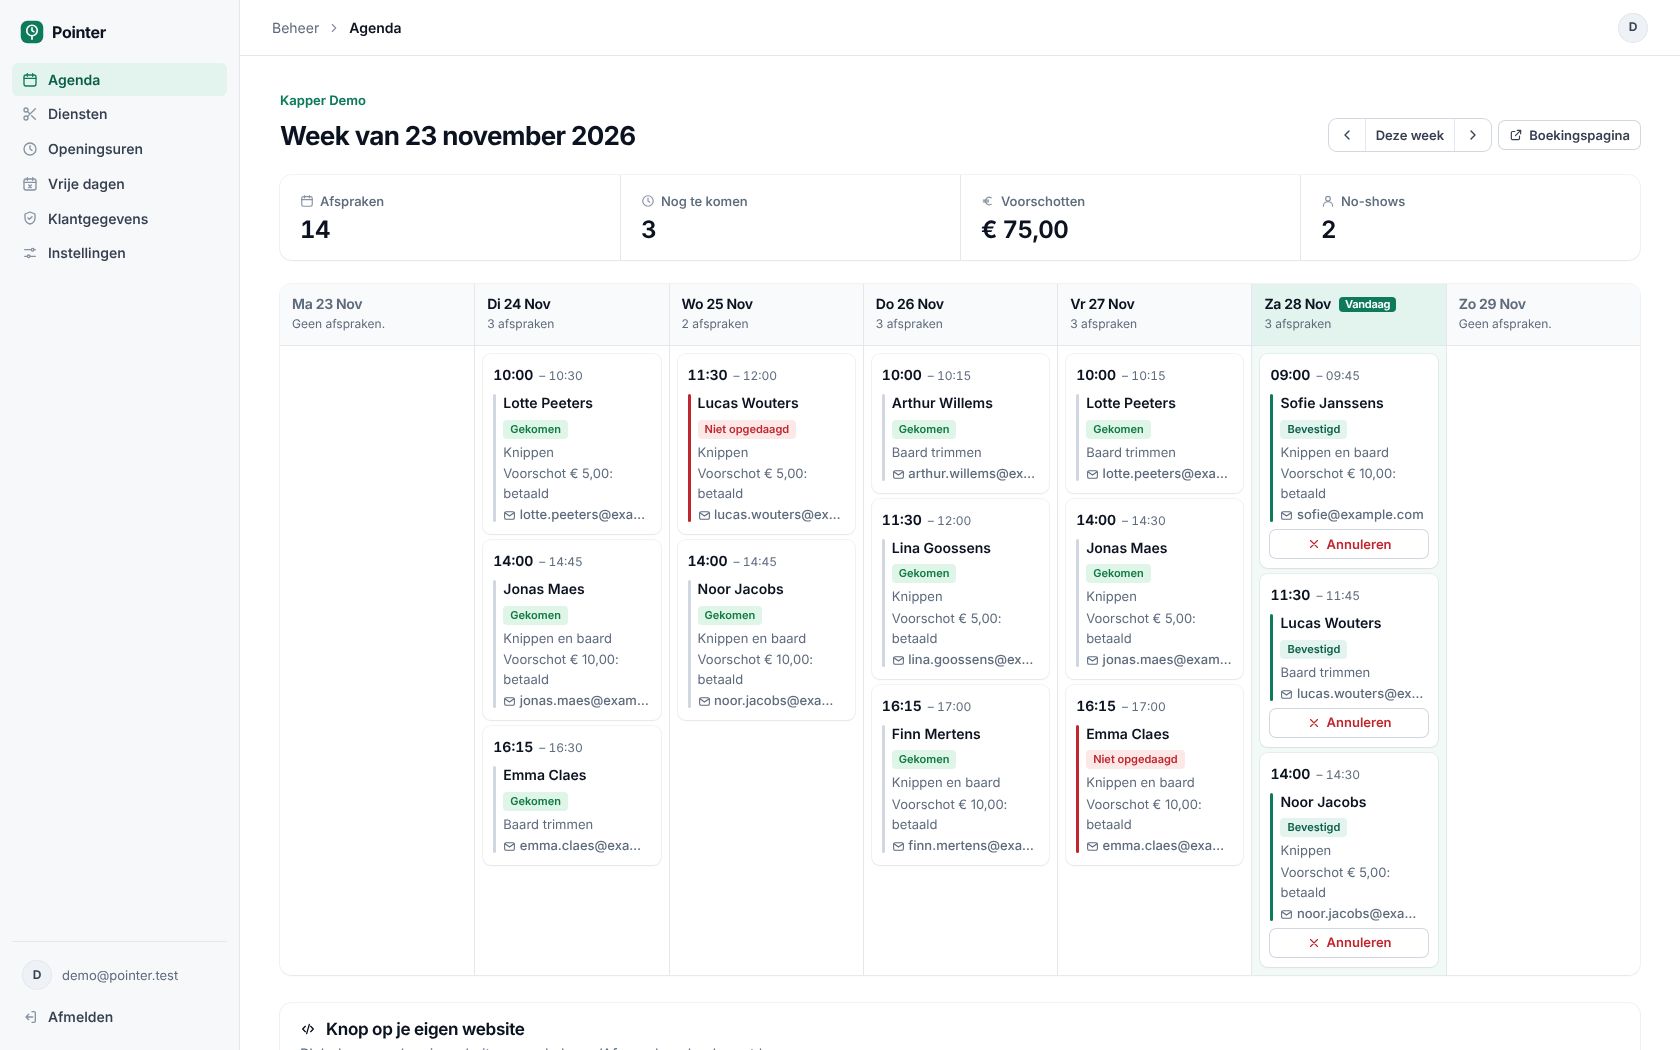 Pointer
Agenda
Diensten
Openingsuren
Vrije dagen
Klantgegevens
Instellingen
D
demo@pointer.test
Afmelden
Beheer
Agenda
D
Kapper Demo
Week van 23 november 2026
Deze week
Boekingspagina
Afspraken
14
Nog te komen
3
Voorschotten
€ 75,00
No-shows
2
Ma 23 Nov
Geen afspraken.
Di 24 Nov
3 afspraken
10:00 – 10:30
Lotte Peeters
Gekomen
Knippen
Voorschot € 5,00:
betaald
lotte.peeters@exa...
14:00 – 14:45
Jonas Maes
Gekomen
Knippen en baard
Voorschot € 10,00:
betaald
jonas.maes@exam...
16:15 – 16:30
Emma Claes
Gekomen
Baard trimmen
emma.claes@exa...
Wo 25 Nov
2 afspraken
11:30 – 12:00
Lucas Wouters
Niet opgedaagd
Knippen
Voorschot € 5,00:
betaald
lucas.wouters@ex...
14:00 – 14:45
Noor Jacobs
Gekomen
Knippen en baard
Voorschot € 10,00:
betaald
noor.jacobs@exa...
Do 26 Nov
3 afspraken
10:00 – 10:15
Arthur Willems
Gekomen
Baard trimmen
arthur.willems@ex...
11:30 – 12:00
Lina Goossens
Gekomen
Knippen
Voorschot € 5,00:
betaald
lina.goossens@ex...
16:15 – 17:00
Finn Mertens
Gekomen
Knippen en baard
Voorschot € 10,00:
betaald
finn.mertens@exa...
Vr 27 Nov
3 afspraken
10:00 – 10:15
Lotte Peeters
Gekomen
Baard trimmen
lotte.peeters@exa...
14:00 – 14:30
Jonas Maes
Gekomen
Knippen
Voorschot € 5,00:
betaald
jonas.maes@exam...
16:15 – 17:00
Emma Claes
Niet opgedaagd
Knippen en baard
Voorschot € 10,00:
betaald
emma.claes@exa...
Za 28 Nov Vandaag
3 afspraken
09:00 – 09:45
Sofie Janssens
Bevestigd
Knippen en baard
Voorschot € 10,00:
betaald
sofie@example.com
Annuleren
11:30 – 11:45
Lucas Wouters
Bevestigd
Baard trimmen
lucas.wouters@ex...
Annuleren
14:00 – 14:30
Noor Jacobs
Bevestigd
Knippen
Voorschot € 5,00:
betaald
noor.jacobs@exa...
Annuleren
Zo 29 Nov
Geen afspraken.
Knop op je eigen website